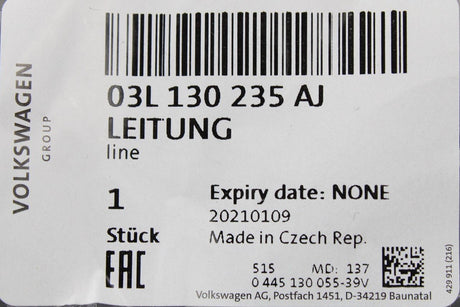 VOLKSWAGEN
GROUP
03L 130 235 AJ
LEITUNG
line
1
Stück
EAC
Expiry date: NONE
20210109
Made in Czech Rep.
515 MD: 137
0 445 130 055-39V
Volkswagen AG, Postfach 1451, D-34219 Baunatal
429 911 (216)